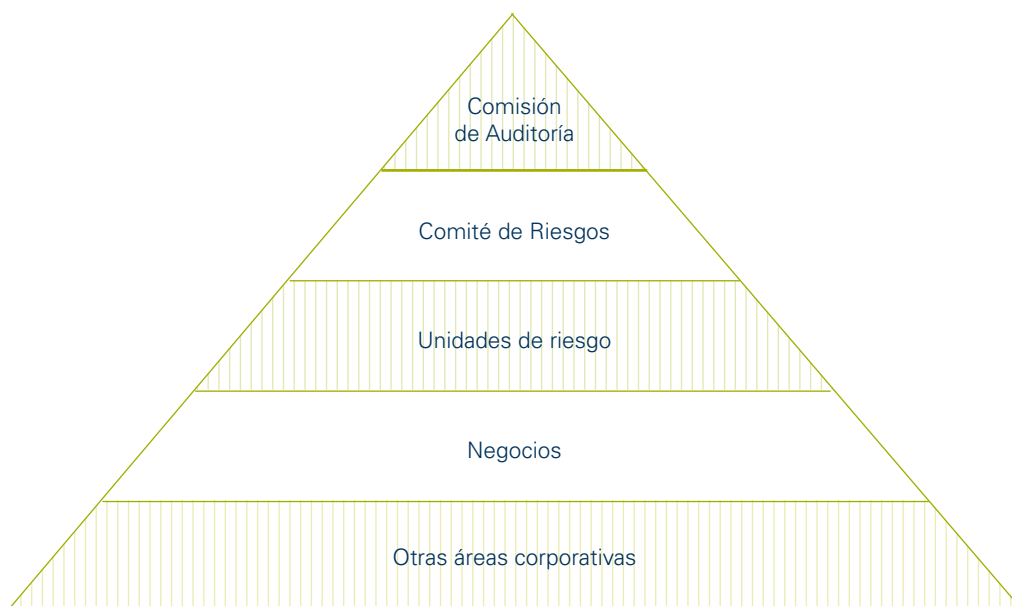 Comisión
de Auditoría
Comité de Riesgos
Unidades de riesgo
Negocios
Otras áreas corporativas